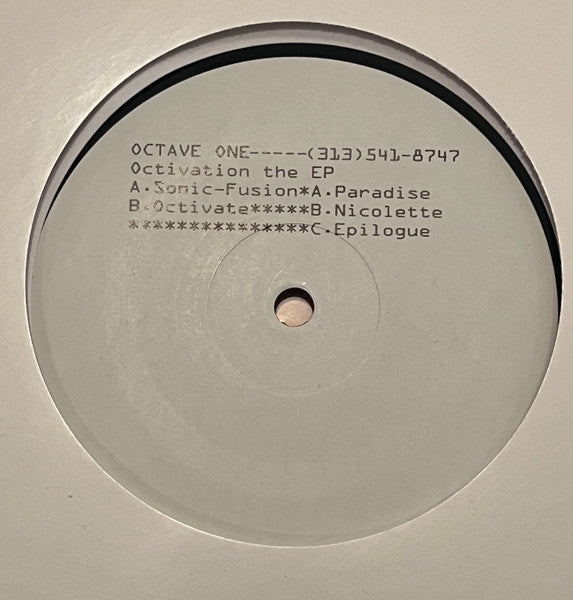 OCTAVE ONE-----(313)541-8747
Octivation the EP
A.Sonic-Fusion*A.Paradise
B.Octivate*****B.Nicolette
***************C.Epilogue